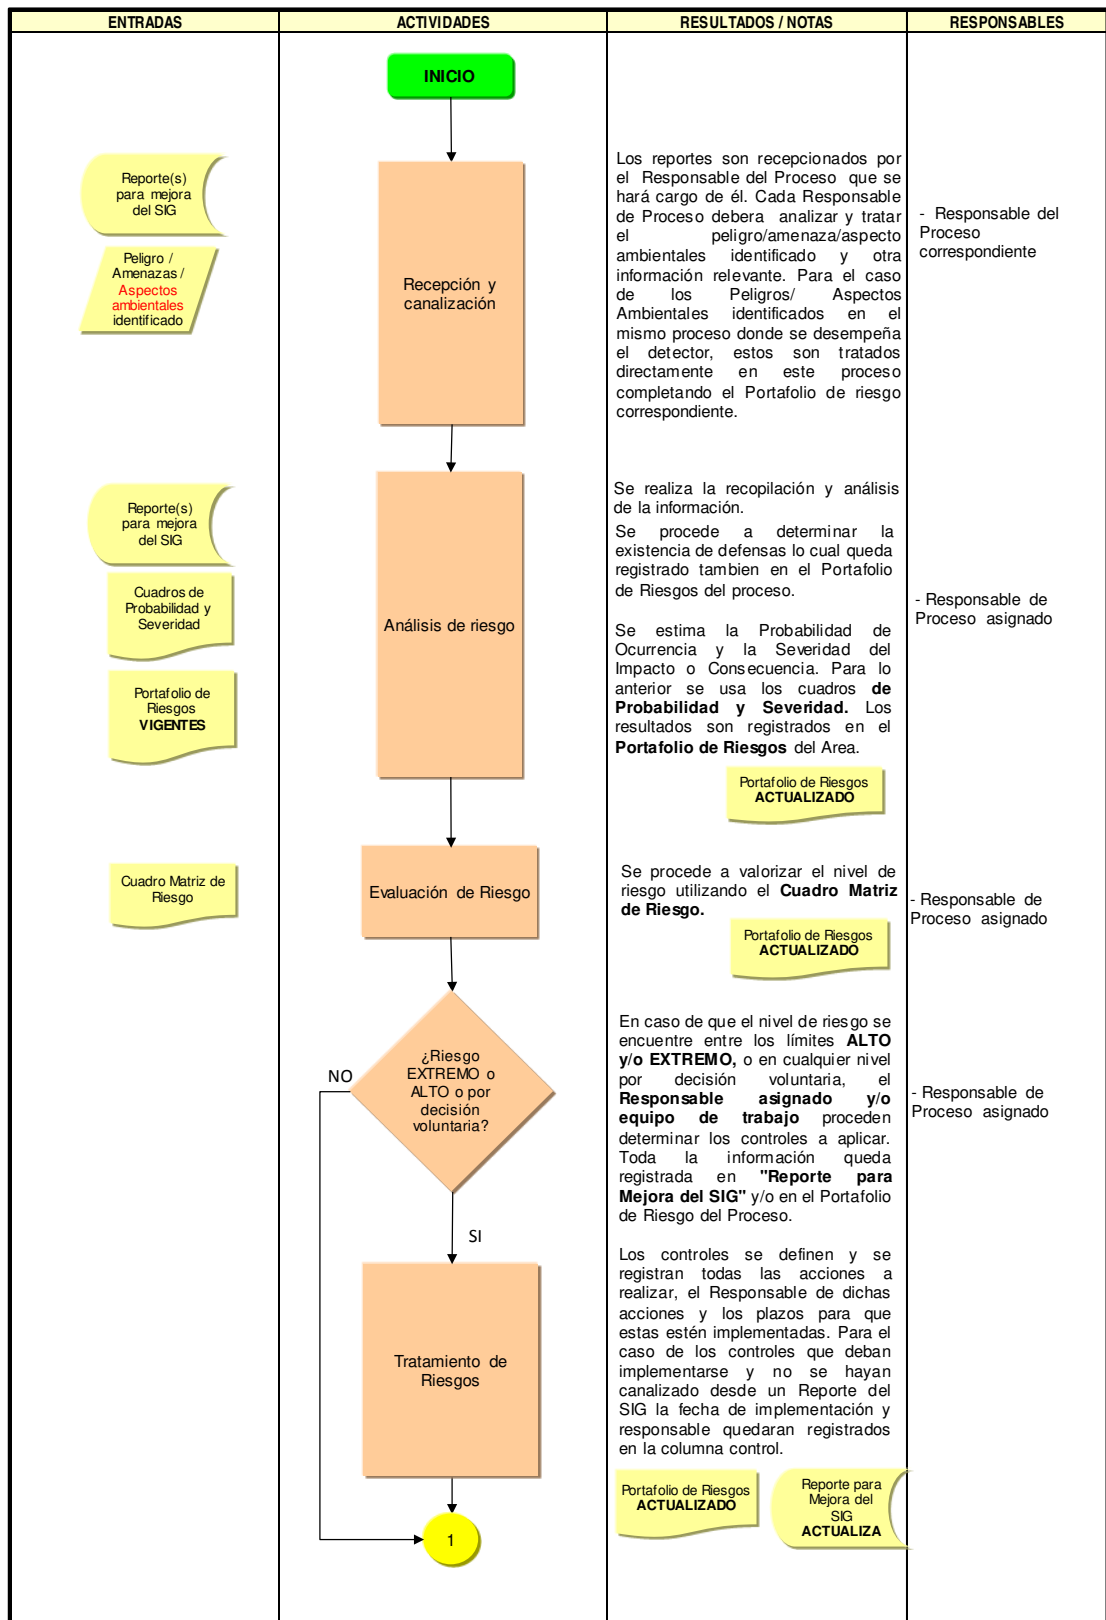 ENTRADAS
ACTIVIDADES
RESULTADOS / NOTAS
RESPONSABLES
INICIO
Reporte(s)
para mejora
del SIG
Peligro /
Amenazas /
Aspectos
ambientales
identificado
Recepción y
canalización
Los reportes son recepcionados por
el Responsable del Proceso que se
hará cargo de él. Cada Responsable
de Proceso debera analizar y tratar
el peligro/amenaza/aspecto
ambientales identificado y otra
información relevante. Para el caso
de los Peligros/ Aspectos
Ambientales identificados en el
mismo proceso donde se desempeña
el detector, estos son tratados
directamente en este proceso
completando el Portafolio de riesgo
correspondiente.
- Responsable del
Proceso
correspondiente
Reporte(s)
para mejora
del SIG
Cuadros de
Probabilidad y
Severidad
Portafolio de
Riesgos
VIGENTES
Análisis de riesgo
Se realiza la recopilación y análisis
de la información.
Se procede a determinar la
existencia de defensas lo cual queda
registrado tambien en el Portafolio
de Riesgos del proceso.
Se estima la Probabilidad de
Ocurrencia y la Severidad del
Impacto o Consecuencia. Para lo
anterior se usa los cuadros de
Probabilidad y Severidad. Los
resultados son registrados en el
Portafolio de Riesgos del Area.
Portafolio de Riesgos
ACTUALIZADO
- Responsable de
Proceso asignado
Cuadro Matriz de
Riesgo
Evaluación de Riesgo
Se procede a valorizar el nivel de
riesgo utilizando el Cuadro Matriz
de Riesgo.
Portafolio de Riesgos
ACTUALIZADO
- Responsable de
Proceso asignado
¿Riesgo
EXTREMO o
ALTO o por
decisión
voluntaria?
NO
SI
En caso de que el nivel de riesgo se
encuentre entre los límites ALTO
y/o EXTREMO, o en cualquier nivel
por decisión voluntaria, el
Responsable asignado y/o
equipo de trabajo proceden
determinar los controles a aplicar.
Toda la información queda
registrada en "Reporte para
Mejora del SIG" y/o en el Portafolio
de Riesgo del Proceso.
- Responsable de
Proceso asignado
Tratamiento de
Riesgos
Los controles se definen y se
registran todas las acciones a
realizar, el Responsable de dichas
acciones y los plazos para que
estas estén implementadas. Para el
caso de los controles que deban
implementarse y no se hayan
canalizado desde un Reporte del
SIG la fecha de implementación y
responsable quedaran registrados
en la columna control.
Portafolio de Riesgos
ACTUALIZADO
Reporte para
Mejora del
SIG
ACTUALIZA
1